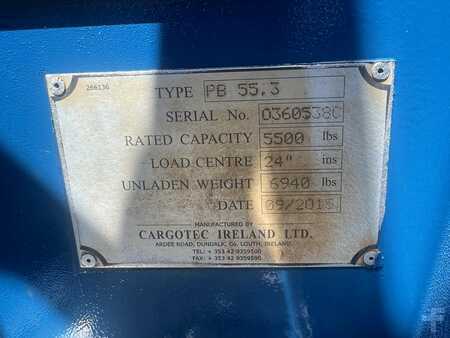 266136
TYPE PB 55.3
SERIAL No. 0360538C
RATED CAPACITY 5500 lbs
LOAD CENTRE 24" ins
UNLADEN WEIGHT 6940 lbs
DATE 09/2015
MANUFACTURED BY
CARGOTEC IRELAND LTD.
ARDEE ROAD, DUNDALK, Co. LOUTH, IRELAND.
TEL: + 353 42 9359500
FAX: + 353 42 9359590